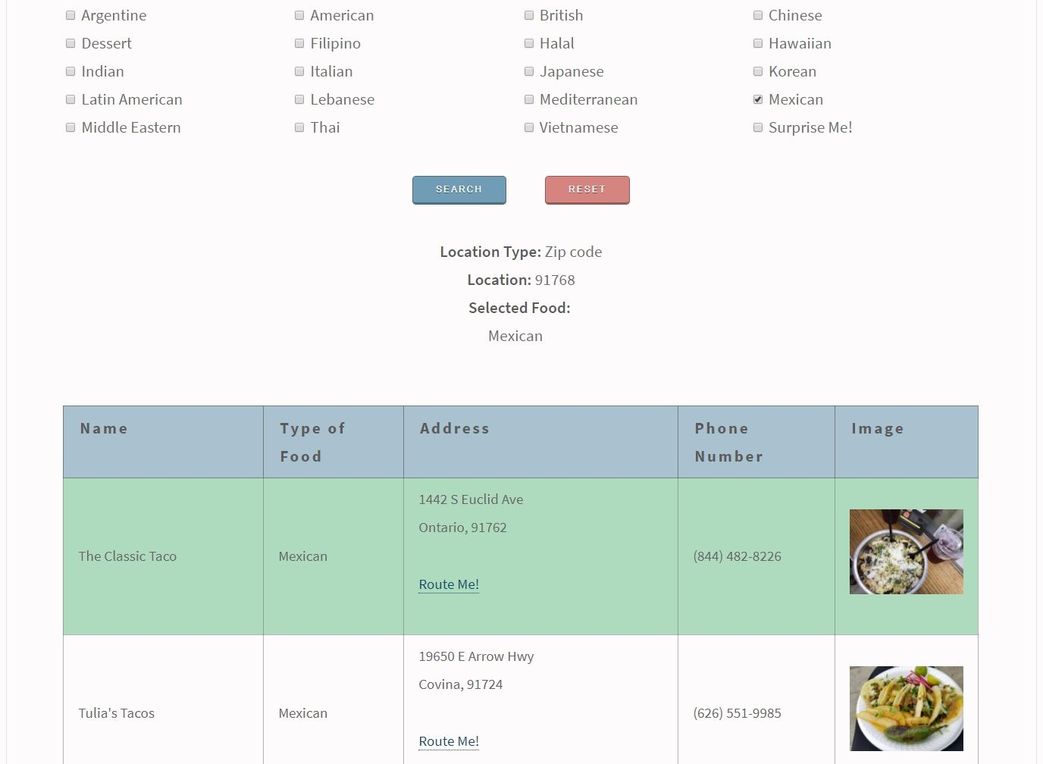 Argentine American British Chinese
Dessert Filipino Halal Hawaiian
Indian Italian Japanese Korean
Latin American Lebanese Mediterranean Mexican
Middle Eastern Thai Vietnamese Surprise Me!
SEARCH RESET
Location Type: Zip code
Location: 91768
Selected Food:
Mexican
Name Type of Food Address Phone Number Image
The Classic Taco Mexican 1442 S Euclid Ave
Ontario, 91762
Route Me! (844) 482-8226
Tulia's Tacos Mexican 19650 E Arrow Hwy
Covina, 91724
Route Me! (626) 551-9985